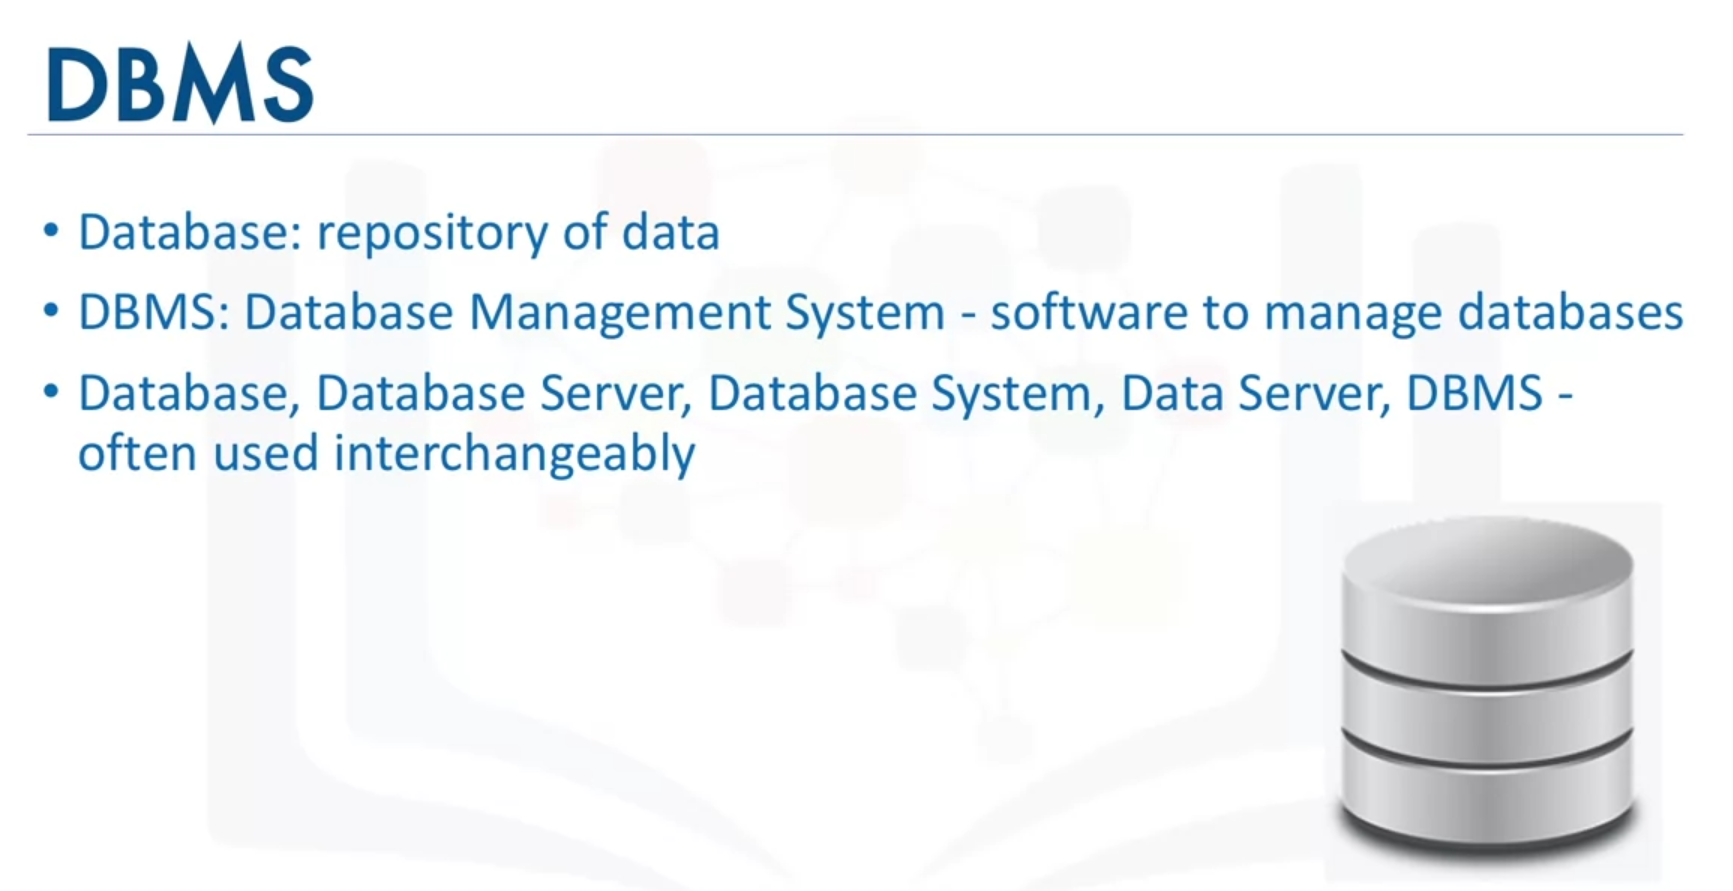 DBMS
• Database: repository of data
• DBMS: Database Management System - software to manage databases
• Database, Database Server, Database System, Data Server, DBMS -
often used interchangeably